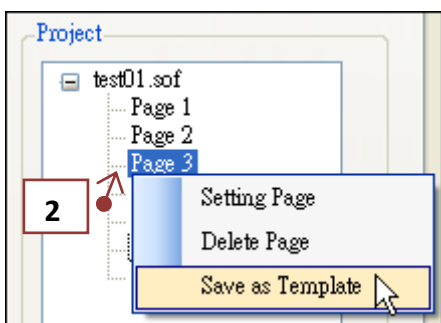 Project
test01.sof
Page 1
Page 2
Page 3
2
Setting Page
Delete Page
Save as Template